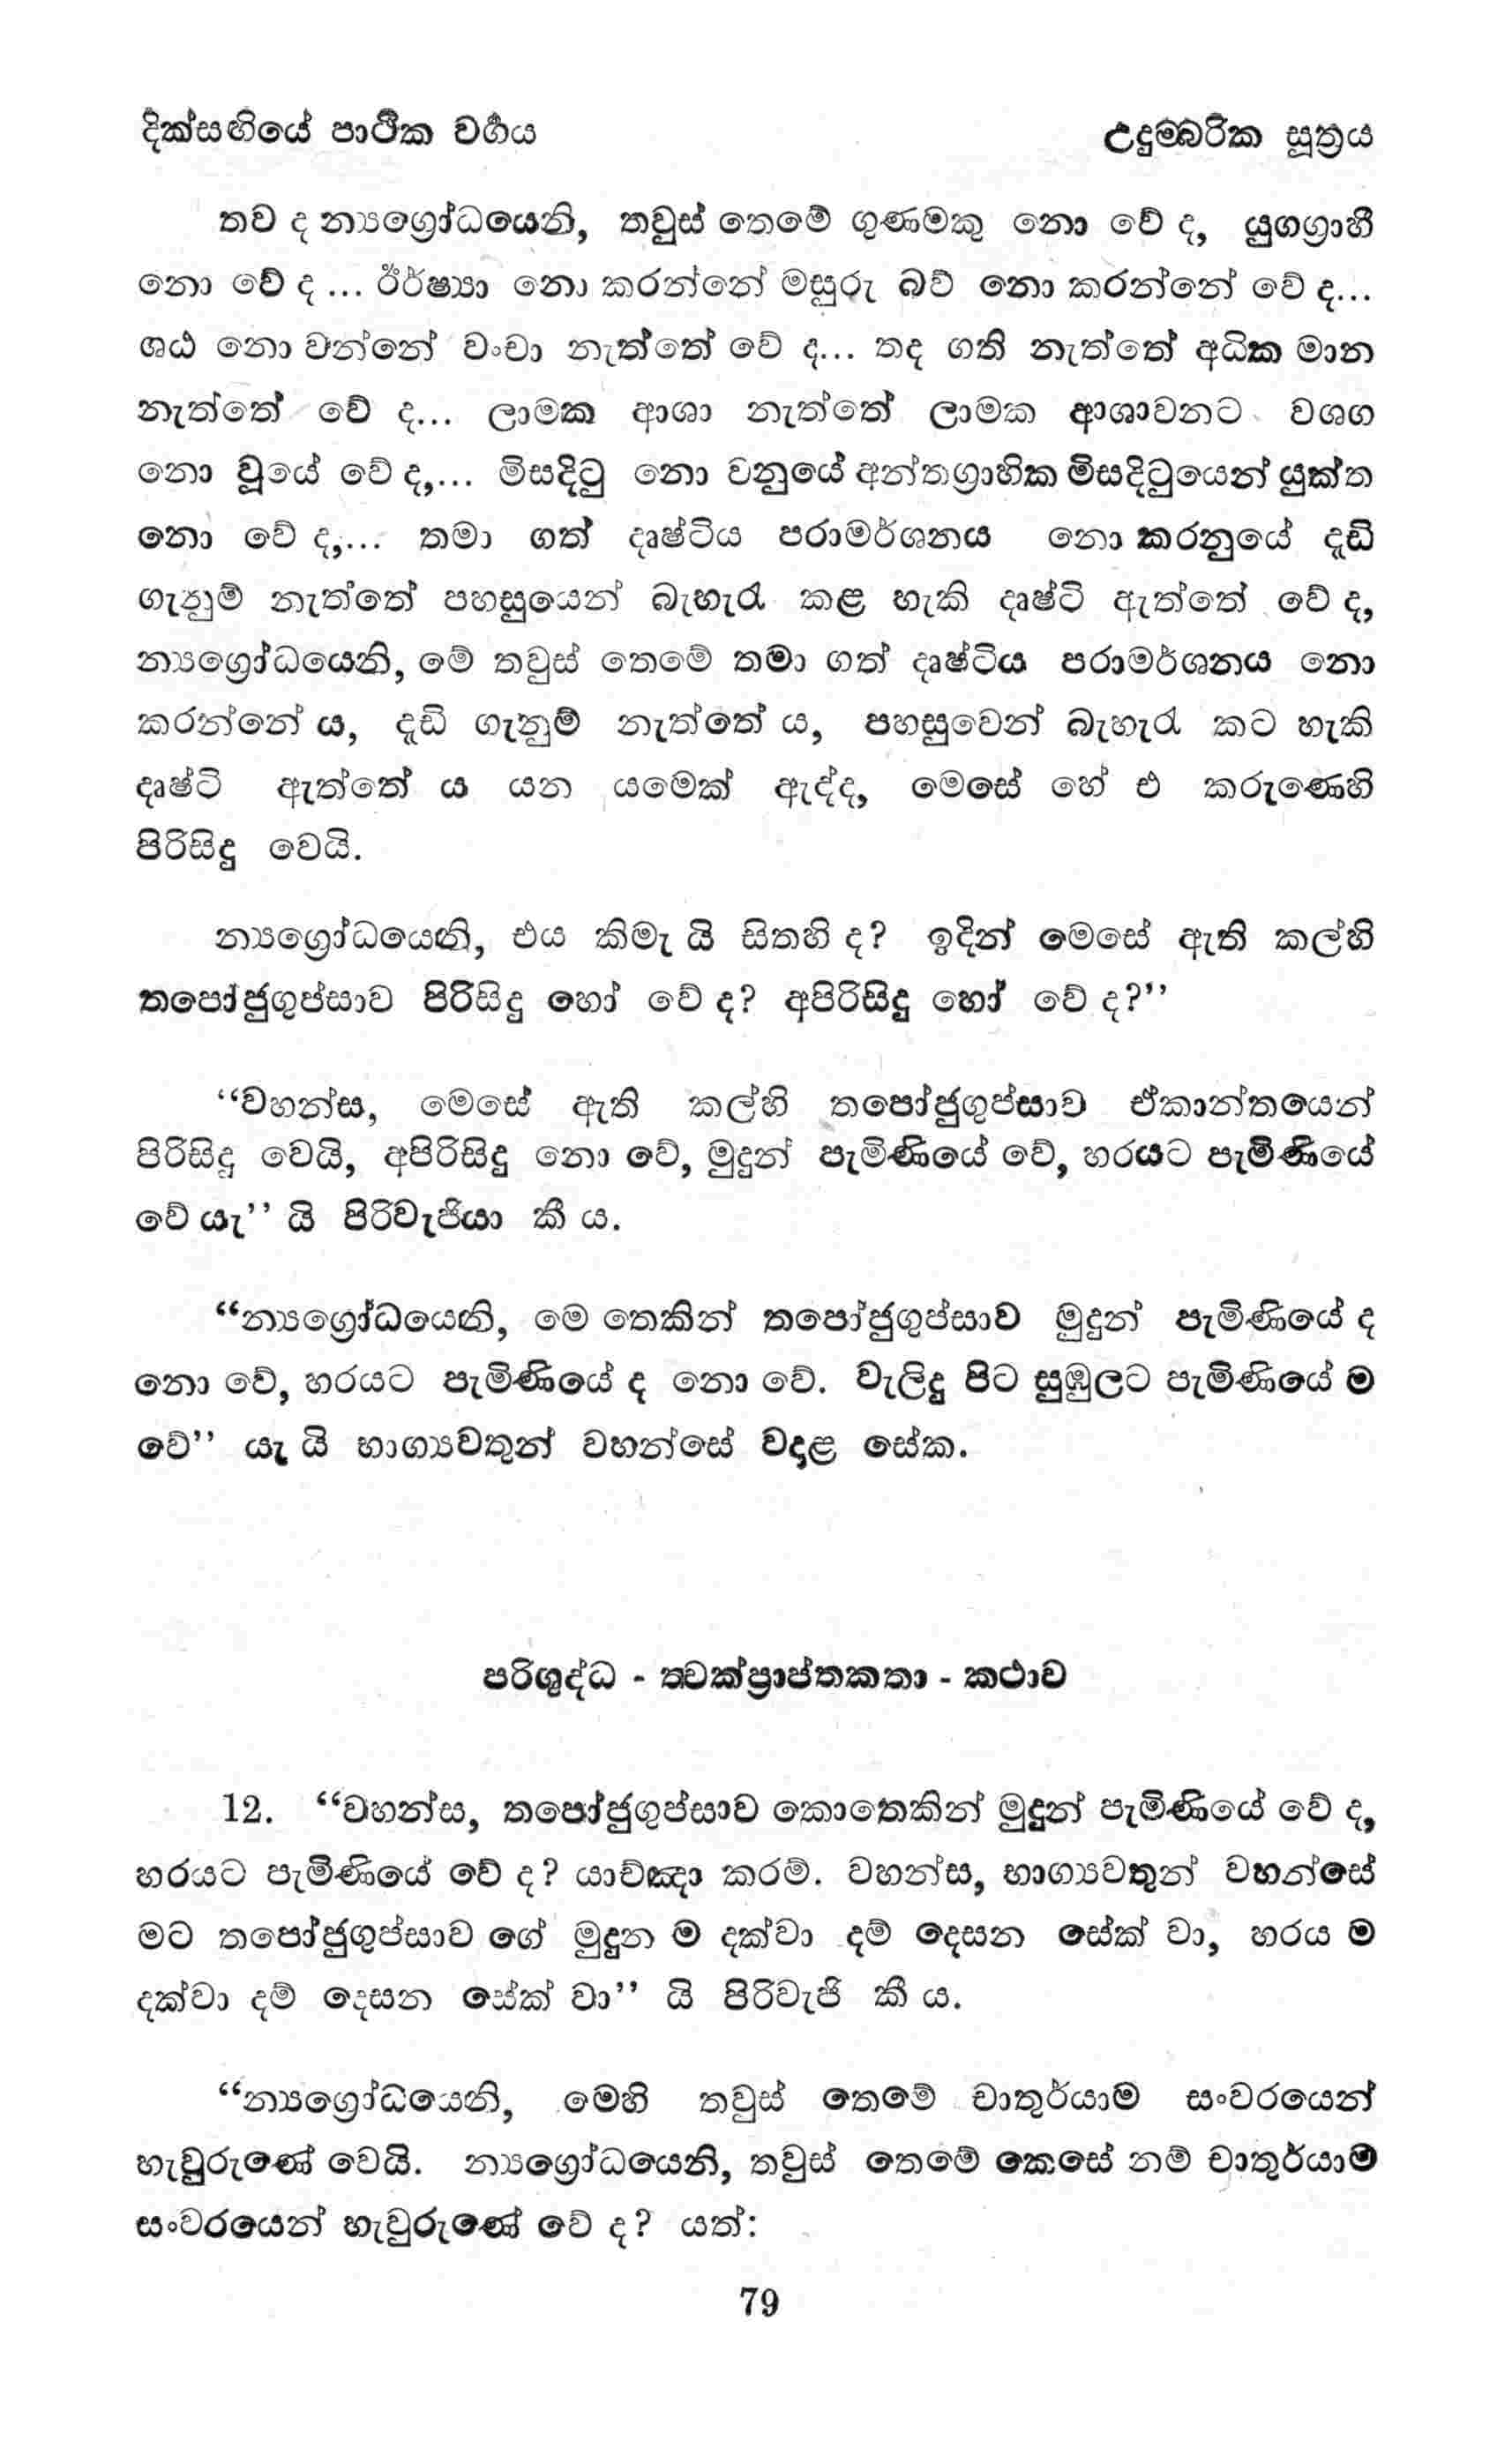 දික්සඟියේ පාර්ථික වර්ගය
උදුම්බරික සූත්‍රය
තව ද න්‍යග්‍රෝධයෙනි, තවුස් තෙමේ ගුණමකු නො වේ ද, යුගග්‍රාහී
නො වේ ද ... ඊර්ෂ්‍යා නො කරන්නේ මසුරු බව් නො කරන්නේ වේ ද...
ශඨ නො වන්නේ වංචා නැත්තේ වේ ද... තද ගති නැත්තේ අධික මාන
නැත්තේ වේ ද... ලාමක ආශා නැත්තේ ලාමක ආශාවනට වශග
නො වූයේ වේ ද,... මිසදිටු නො වනුයේ අන්තග්‍රාහික මිසදිටුයෙන් යුක්ත
නො වේ ද,... තමා ගත් දෘෂ්ටිය පරාමර්ශනය නො කරනුයේ දැඩි
ගැනුම් නැත්තේ පහසුයෙන් බැහැර කළ හැකි දෘෂ්ටි ඇත්තේ වේ ද,
න්‍යග්‍රෝධයෙනි, මේ තවුස් තෙමේ තමා ගත් දෘෂ්ටිය පරාමර්ශනය නො
කරන්නේ ය, දැඩි ගැනුම් නැත්තේ ය, පහසුවෙන් බැහැර කට හැකි
දෘෂ්ටි ඇත්තේ ය යන යමෙක් ඇද්ද, මෙසේ හේ එ කරුණෙහි
පිරිසිදු වෙයි.
න්‍යග්‍රෝධයෙනි, එය කිමැ යි සිතහි ද? ඉදින් මෙසේ ඇති කල්හි
තපෝජුගුප්සාව පිරිසිදු හෝ වේ ද? අපිරිසිදු හෝ වේ ද?’’
‘‘වහන්ස, මෙසේ ඇති කල්හි තපෝජුගුප්සාව ඒකාන්තයෙන්
පිරිසිදු වෙයි, අපිරිසිදු නො වේ, මුදුන් පැමිණියේ වේ, හරයට පැමිණියේ
වේ යැ’’ යි පිරිවැජියා කී ය.
‘‘න්‍යග්‍රෝධයෙනි, මෙ තෙකින් තපෝජුගුප්සාව මුදුන් පැමිණියේ ද
නො වේ, හරයට පැමිණියේ ද නො වේ. වැලිදු පිට සුඹුලට පැමිණියේ ම
වේ’’ යැ යි භාග්‍යවතුන් වහන්සේ වදාළ සේක.
පරිශුද්ධ - ත්වක්ප්‍රාප්තකතා - කථාව
12. ‘‘වහන්ස, තපෝජුගුප්සාව කොතෙකින් මුදුන් පැමිණියේ වේ ද,
හරයට පැමිණියේ වේ ද? යාච්ඤා කරම්. වහන්ස, භාග්‍යවතුන් වහන්සේ
මට තපෝජුගුප්සාව ගේ මුදුන ම දක්වා දම් දෙසන සේක් වා, හරය ම
දක්වා දම් දෙසන සේක් වා’’ යි පිරිවැජි කී ය.
‘‘න්‍යග්‍රෝධයෙනි, මෙහි තවුස් තෙමේ චාතුර්යාම සංවරයෙන්
හැවුරුණේ වෙයි. න්‍යග්‍රෝධයෙනි, තවුස් තෙමේ කෙසේ නම් චාතුර්යාම
සංවරයෙන් හැවුරුණේ වේ ද? යත්:
79